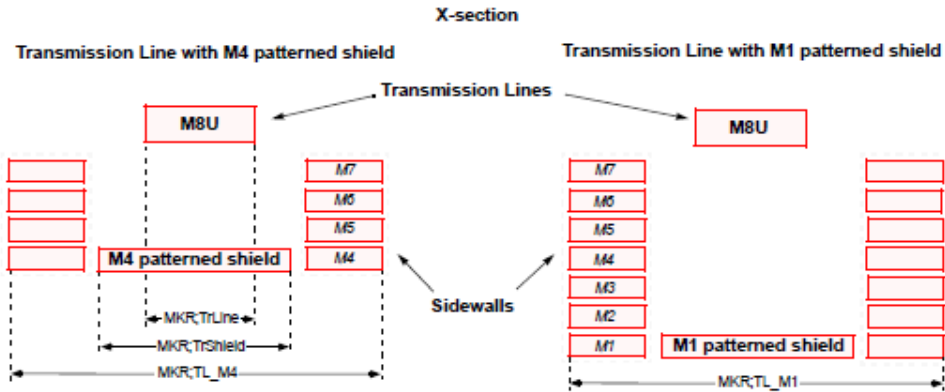 X-section
Transmission Line with M4 patterned shield
Transmission Line with M1 patterned shield
Transmission Lines
M8U
M8U
M7
M6
M5
M4
M4 patterned shield
M7
M6
M5
M4
M3
M2
M1
M1 patterned shield
Sidewalls
MKR;TrLine
MKR;TrShield
MKR;TL_M4
MKR;TL_M1